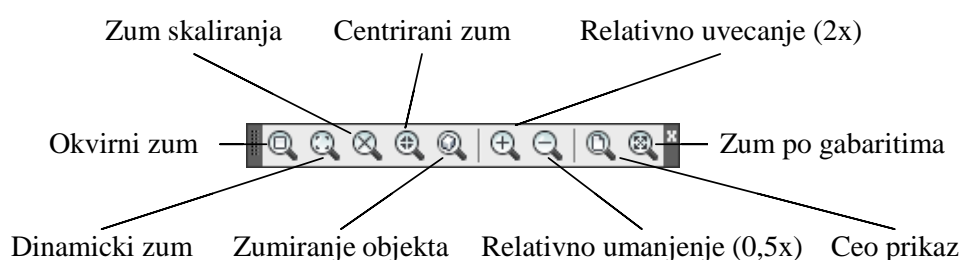 Zum skaliranja Centrirani zum Relativno uvecanje (2x)
Okvirni zum Zum po gabaritima
Dinamicki zum Zumiranje objekta Relativno umanjenje (0,5x) Ceo prikaz